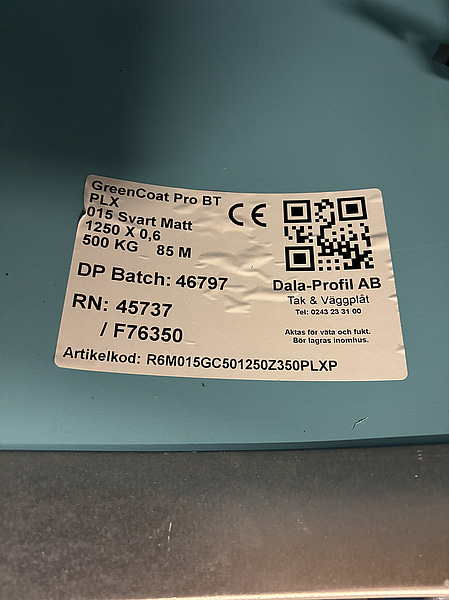 GreenCoat Pro BT
PLX
015 Svart Matt
1250 X 0,6
500 KG 85 M
CE
DP Batch: 46797
RN: 45737
/ F76350
Artikelkod: R6M015GC501250Z350PLXP
Dala-Profil AB
Tak & Väggplåt
Tel: 0243 23 31 00
Aktas för väta och fukt.
Bör lagras inomhus.